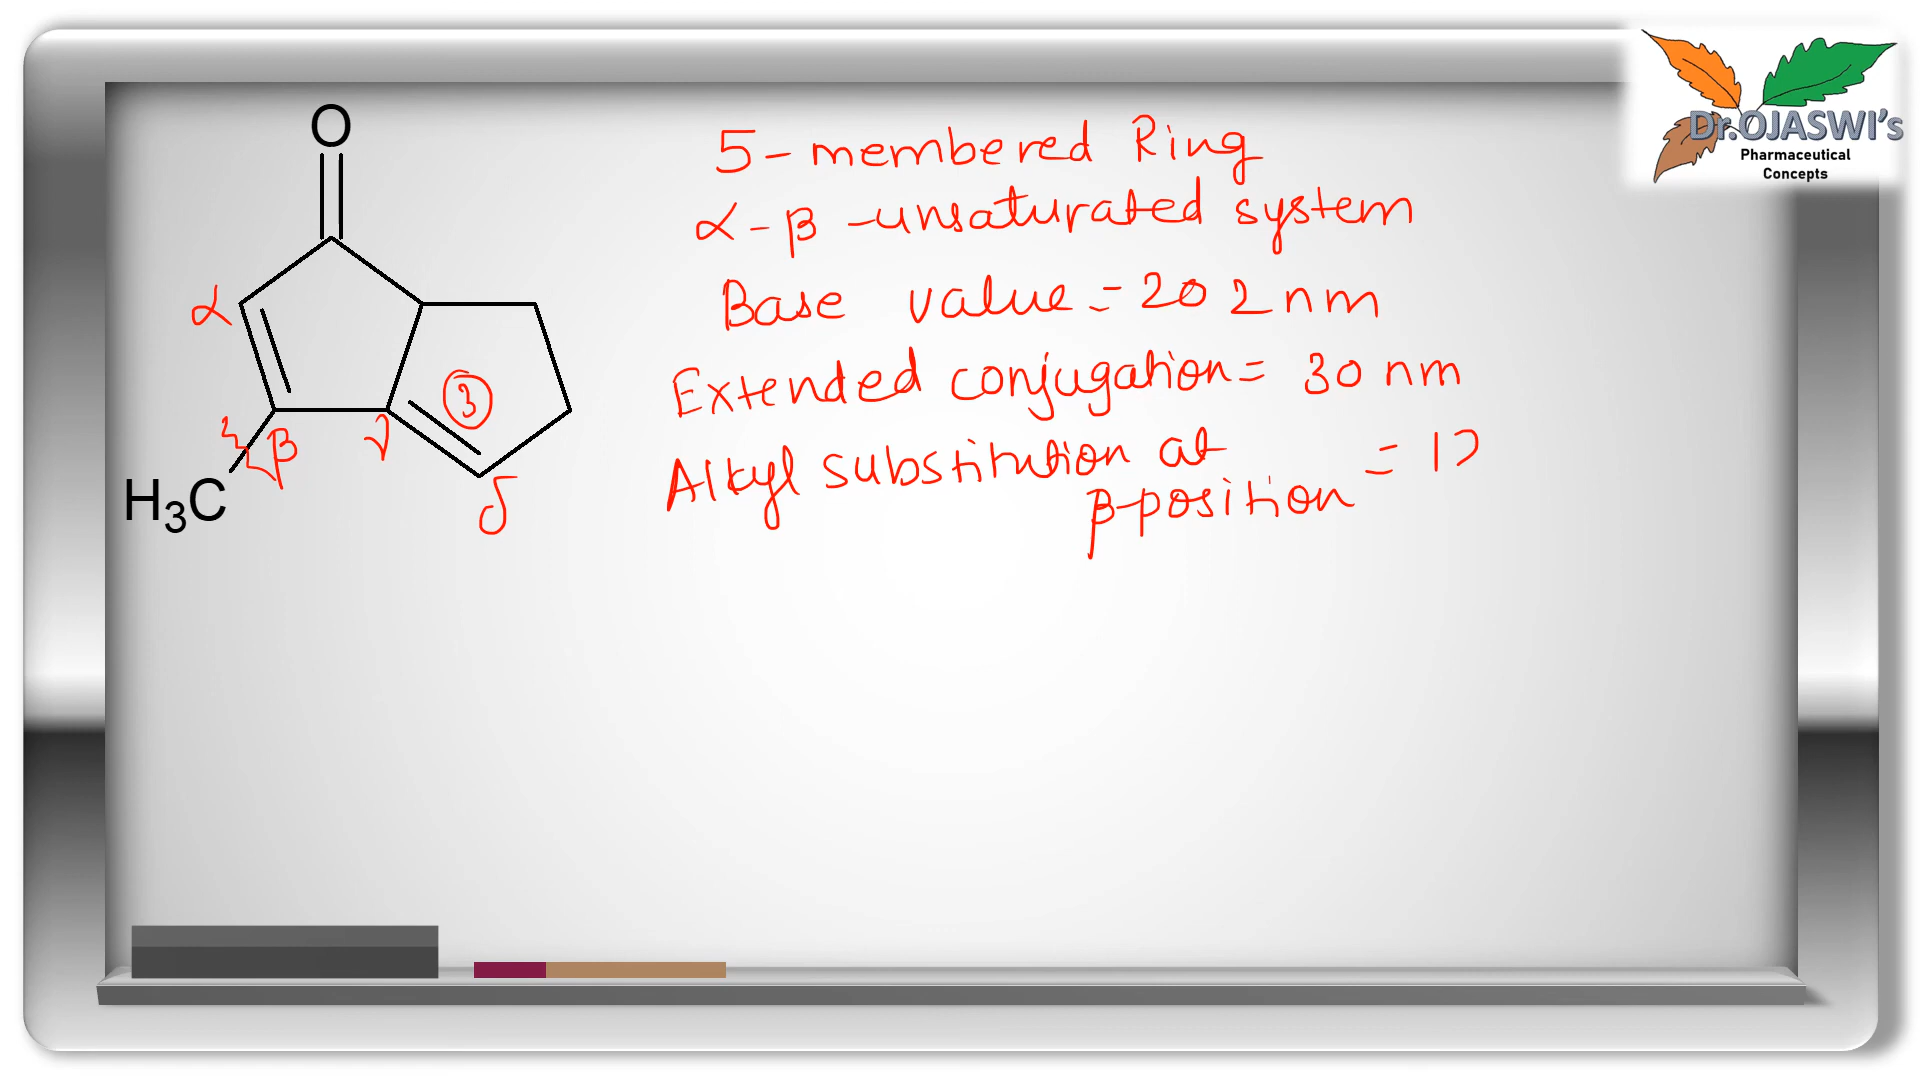 O
α
3
β
γ
δ
H3C
5-membered Ring
α-β-unsaturated system
Base value = 202 nm
Extended conjugation = 30 nm
Alkyl substitution at
β-position
Dr.OJASWI's
Pharmaceutical
Concepts